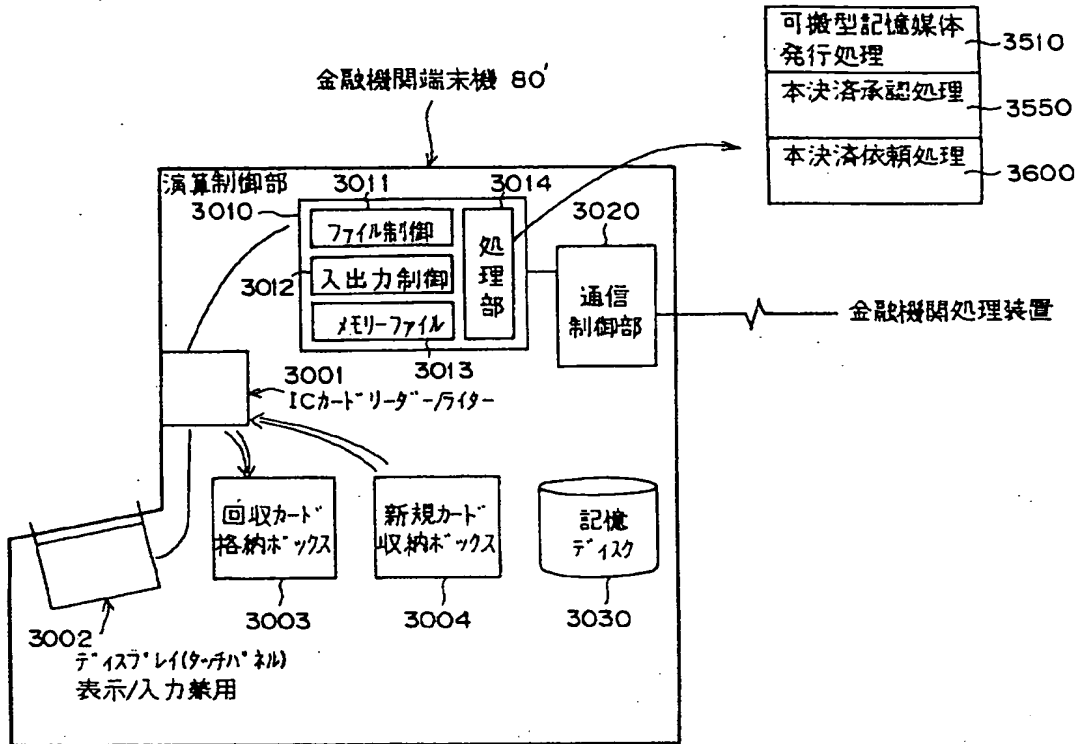 可搬型記憶媒体
発行処理
3510
本決済承認処理
3550
本決済依頼処理
3600
金融機関端末機 80'
演算制御部
3010
3011
ファイル制御
3012
入出力制御
メモリーファイル
3013
3014
処理部
3020
通信
制御部
金融機関処理装置
3001
ICカードリーダー/ライター
回収カード
格納ボックス
3003
新規カード
収納ボックス
3004
記憶
ディスク
3030
3002
ディスプレイ(タッチパネル)
表示/入力兼用